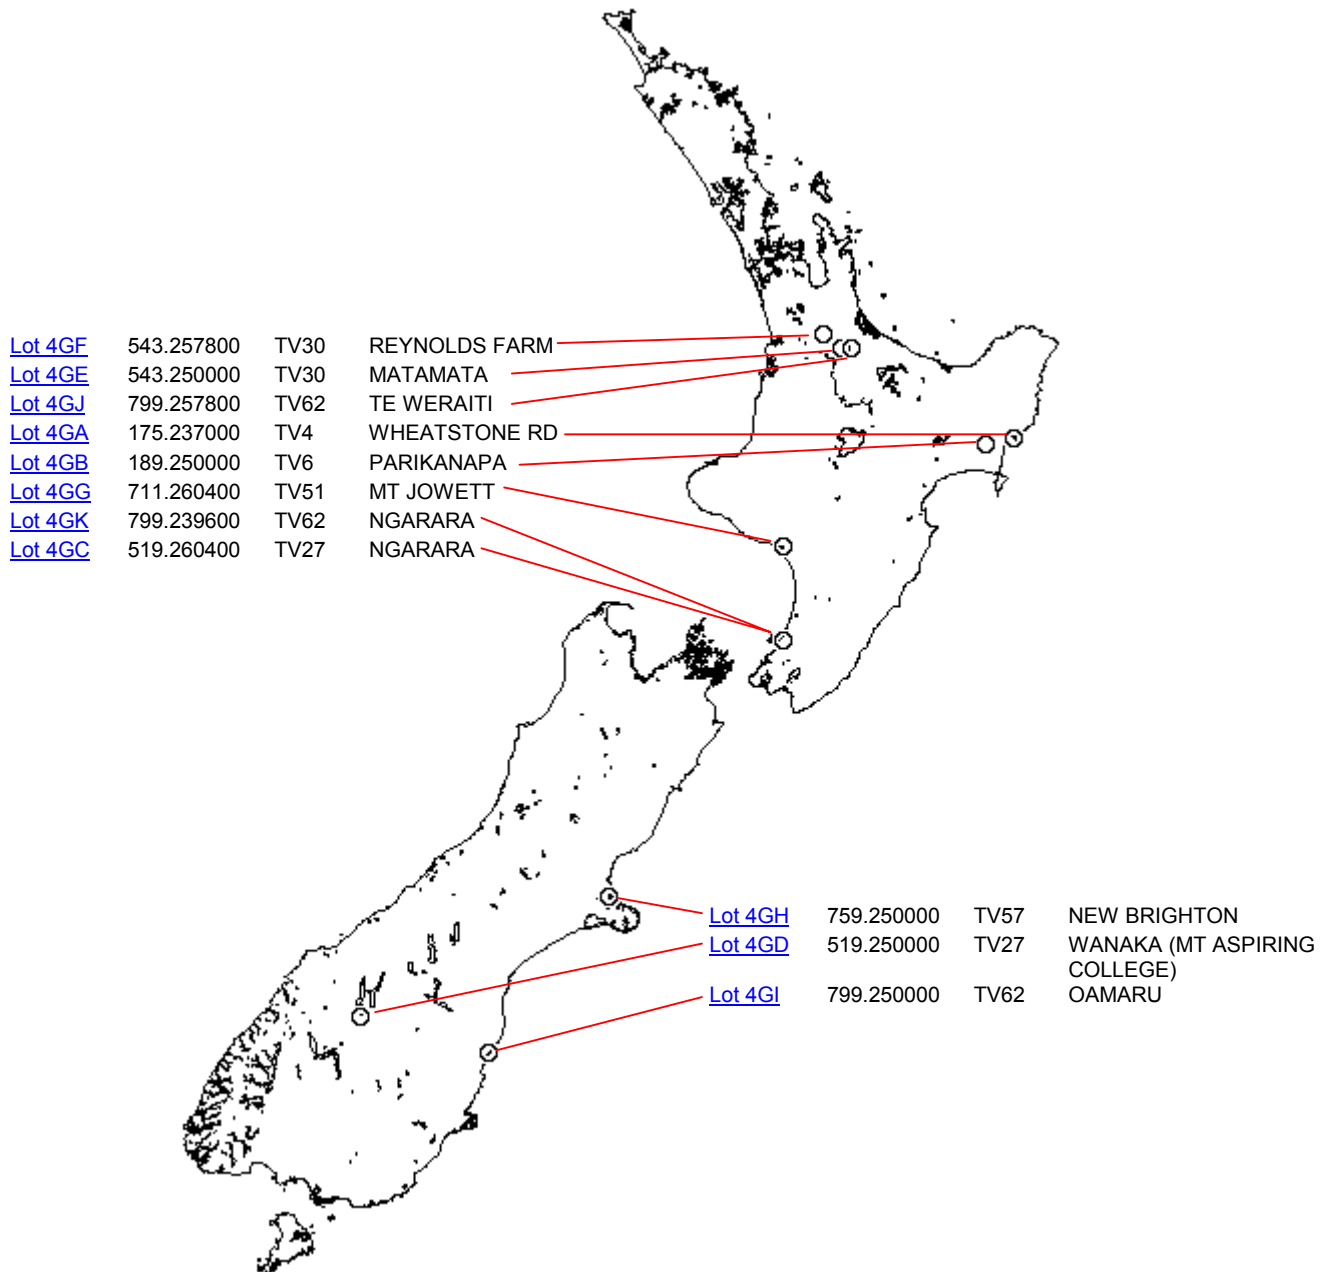 Lot 4GF 543.257800 TV30 REYNOLDS FARM
Lot 4GE 543.250000 TV30 MATAMATA
Lot 4GJ 799.257800 TV62 TE WERAITI
Lot 4GA 175.237000 TV4 WHEATSTONE RD
Lot 4GB 189.250000 TV6 PARIKANAPA
Lot 4GG 711.260400 TV51 MT JOWETT
Lot 4GK 799.239600 TV62 NGARARA
Lot 4GC 519.260400 TV27 NGARARA
Lot 4GH 759.250000 TV57 NEW BRIGHTON
Lot 4GD 519.250000 TV27 WANAKA (MT ASPIRING
COLLEGE)
Lot 4GI 799.250000 TV62 OAMARU